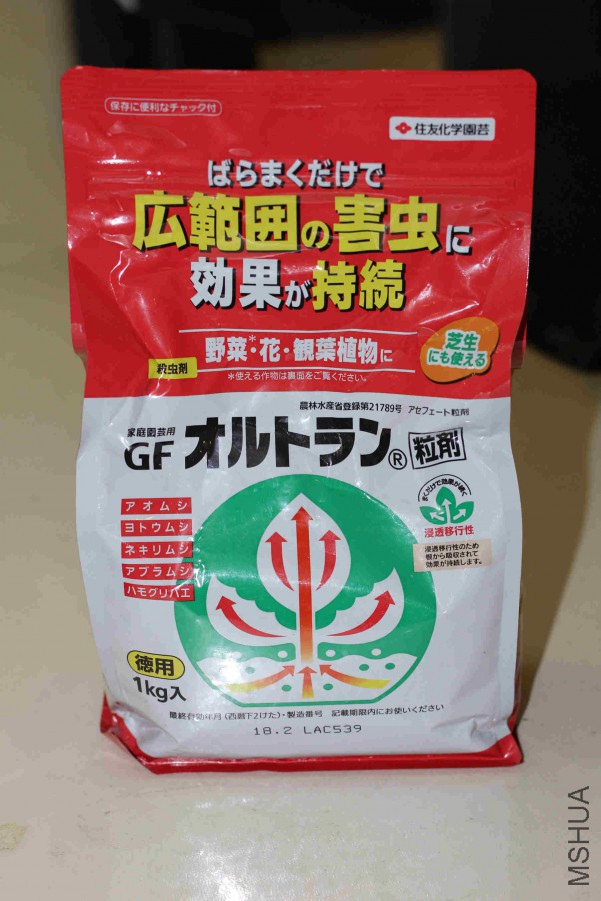 保存に便利なチャック付
住友化学園芸
ばらまくだけで
広範囲の害虫に
効果が持続
野菜*・花・観葉植物に
*使える作物は裏面をご覧ください。
芝生
にも使える
殺虫剤
農林水産省登録第21789号 アセフェート粒剤
家庭園芸用
GF オルトラン® 粒剤
まくだけで効果が続く
浸透移行性
浸透移行性のため
根から吸収されて
効果が持続します。
アオムシ
ヨトウムシ
ネキリムシ
アブラムシ
ハモグリバエ
徳用
1kg入
最終有効年月(西暦下2けた)・製造番号 記載期限内にお使いください
18.2 LAC539
MSHUA